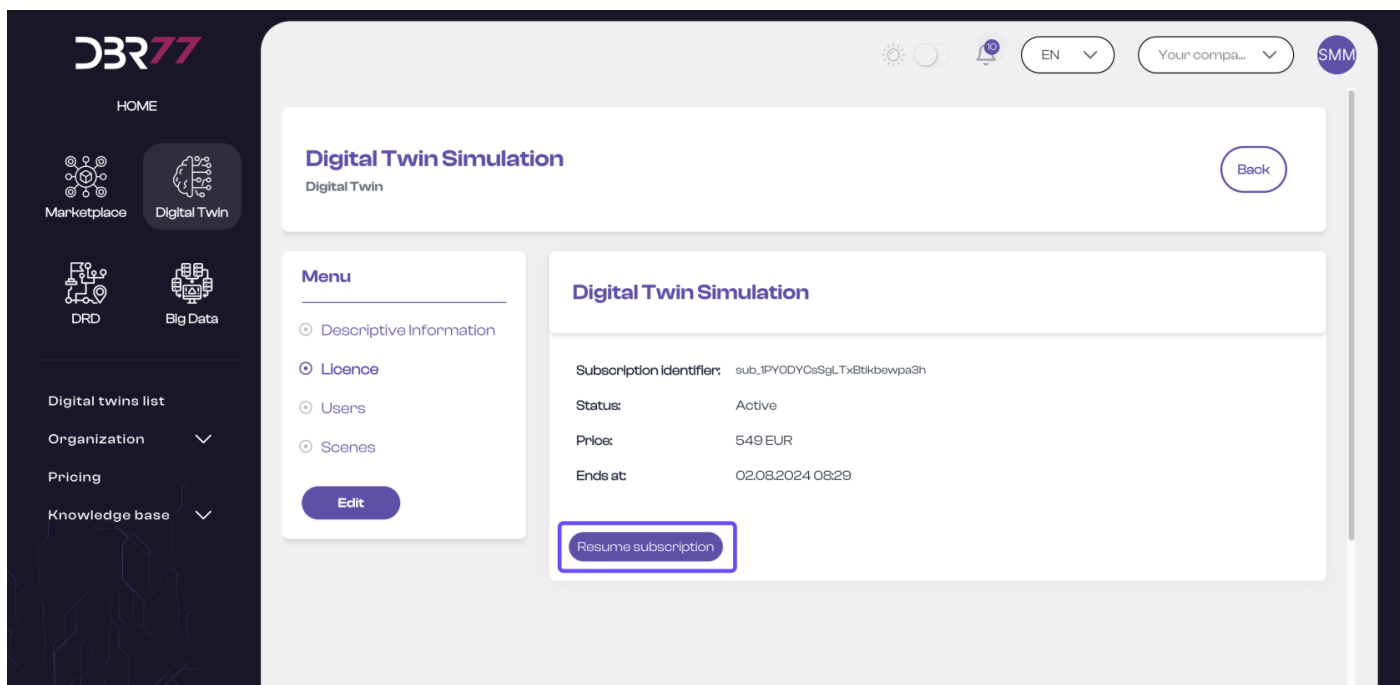 DBR77
HOME
Marketplace
Digital Twin
DRD
Big Data
Digital twins list
Organization
Pricing
Knowledge base
10
EN
Your compa...
SMM
Digital Twin Simulation
Digital Twin
Back
Menu
Descriptive Information
Licence
Users
Scenes
Edit
Digital Twin Simulation
Subscription identifier: sub_1PY0DYCsSgLTxBtikbewpa3h
Status: Active
Price: 549 EUR
Ends at: 02.08.2024 08:29
Resume subscription